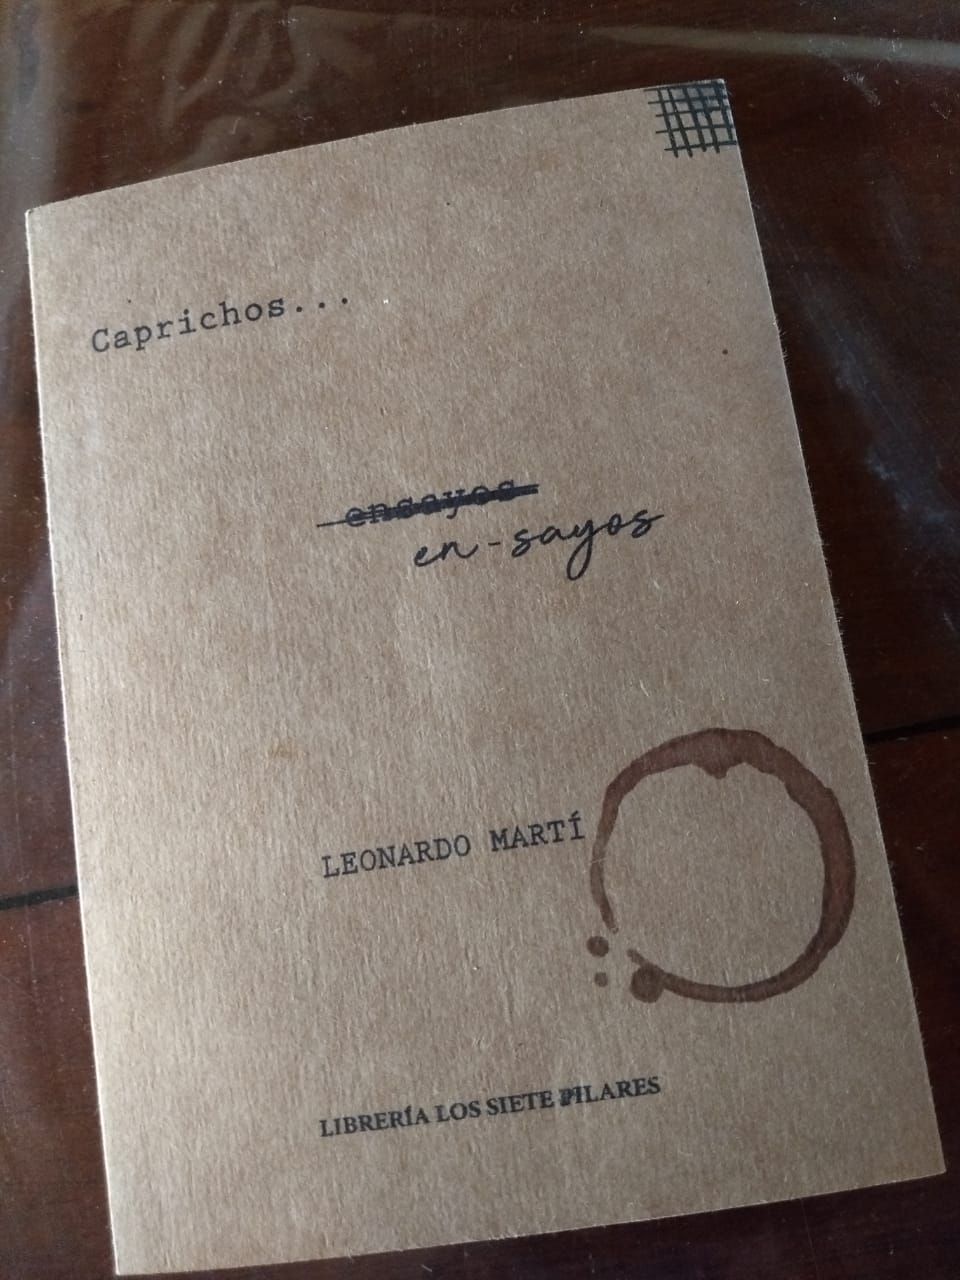 Caprichos...
ensayos
en-sayos
LEONARDO MARTÍ
LIBRERÍA LOS SIETE PILARES